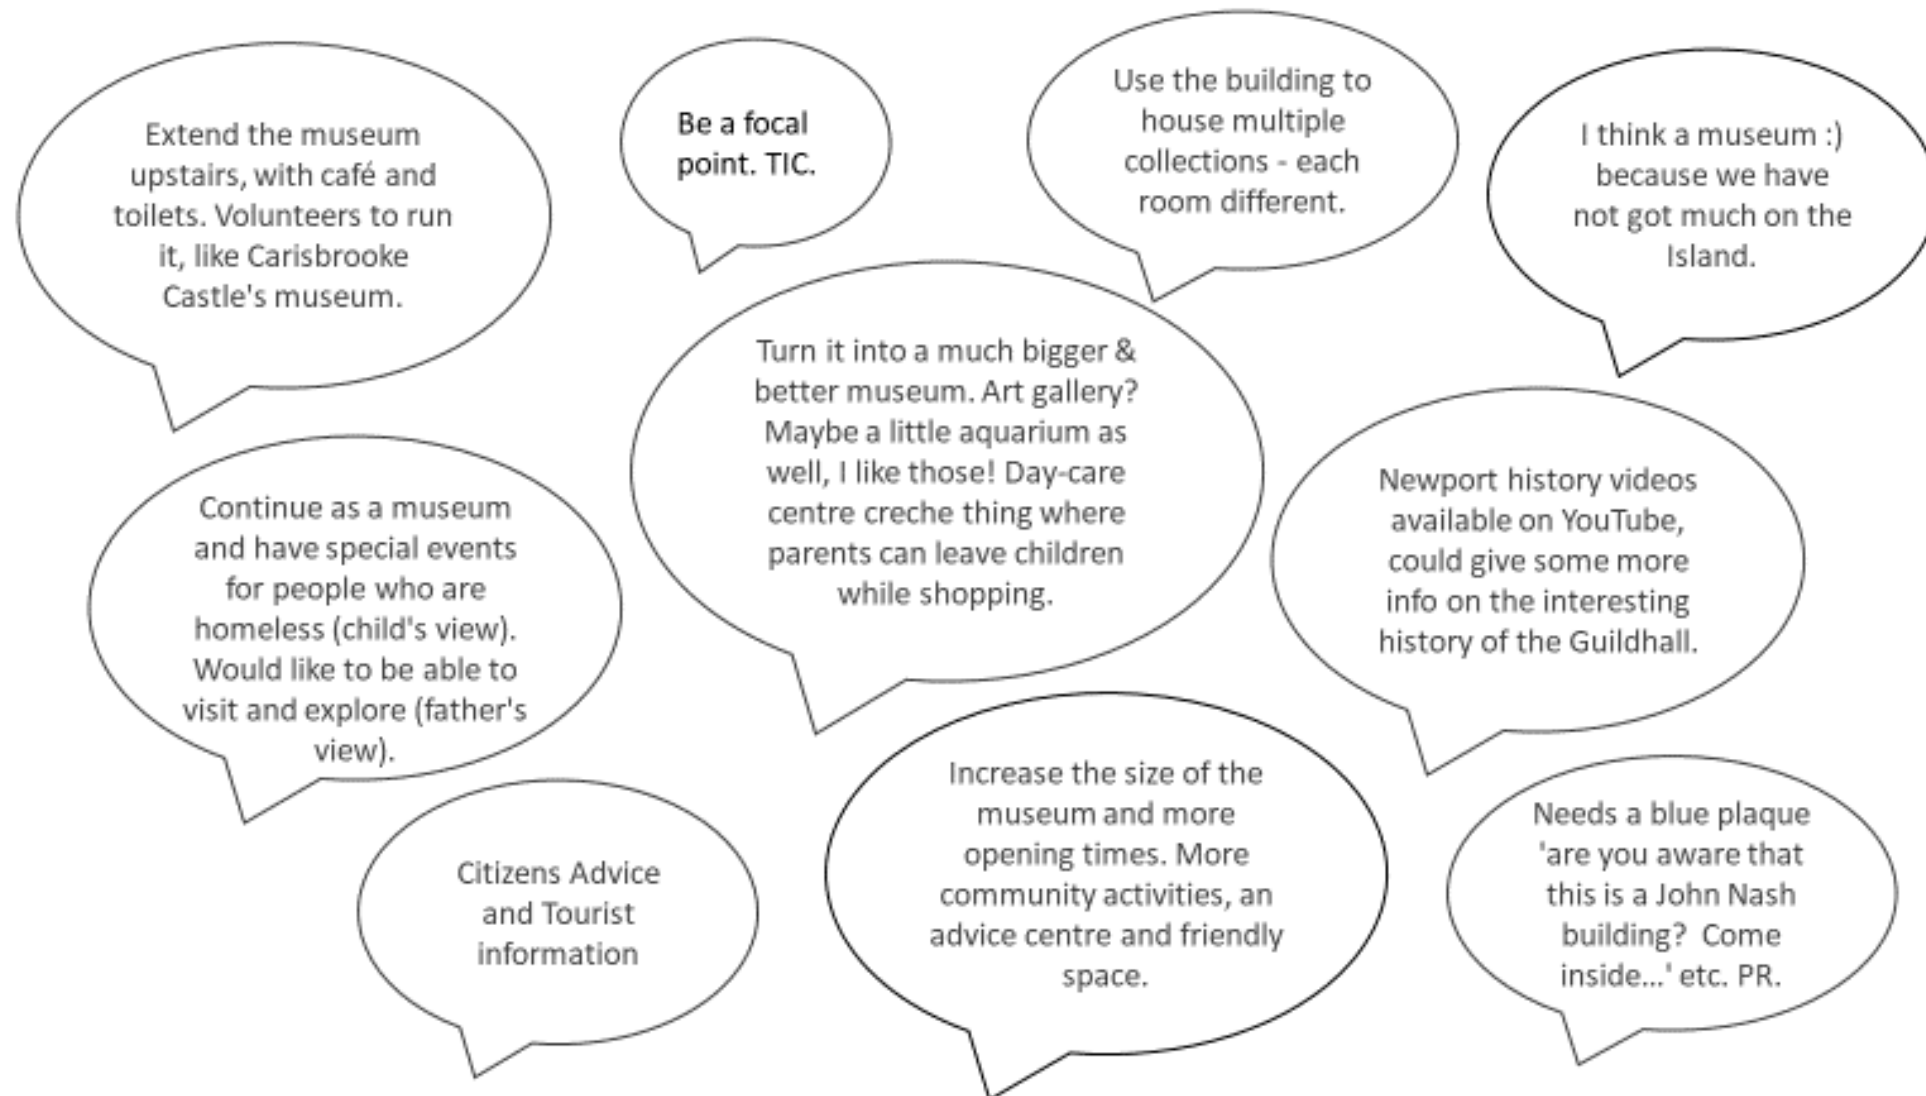 Extend the museum
upstairs, with café and
toilets. Volunteers to run
it, like Carisbrooke
Castle's museum.
Be a focal
point. TIC.
Use the building to
house multiple
collections - each
room different.
I think a museum :)
because we have
not got much on the
Island.
Turn it into a much bigger &
better museum. Art gallery?
Maybe a little aquarium as
well, I like those! Day-care
centre creche thing where
parents can leave children
while shopping.
Continue as a museum
and have special events
for people who are
homeless (child's view).
Would like to be able to
visit and explore (father's
view).
Newport history videos
available on YouTube,
could give some more
info on the interesting
history of the Guildhall.
Citizens Advice
and Tourist
information
Increase the size of the
museum and more
opening times. More
community activities, an
advice centre and friendly
space.
Needs a blue plaque
'are you aware that
this is a John Nash
building?  Come
inside...' etc. PR.